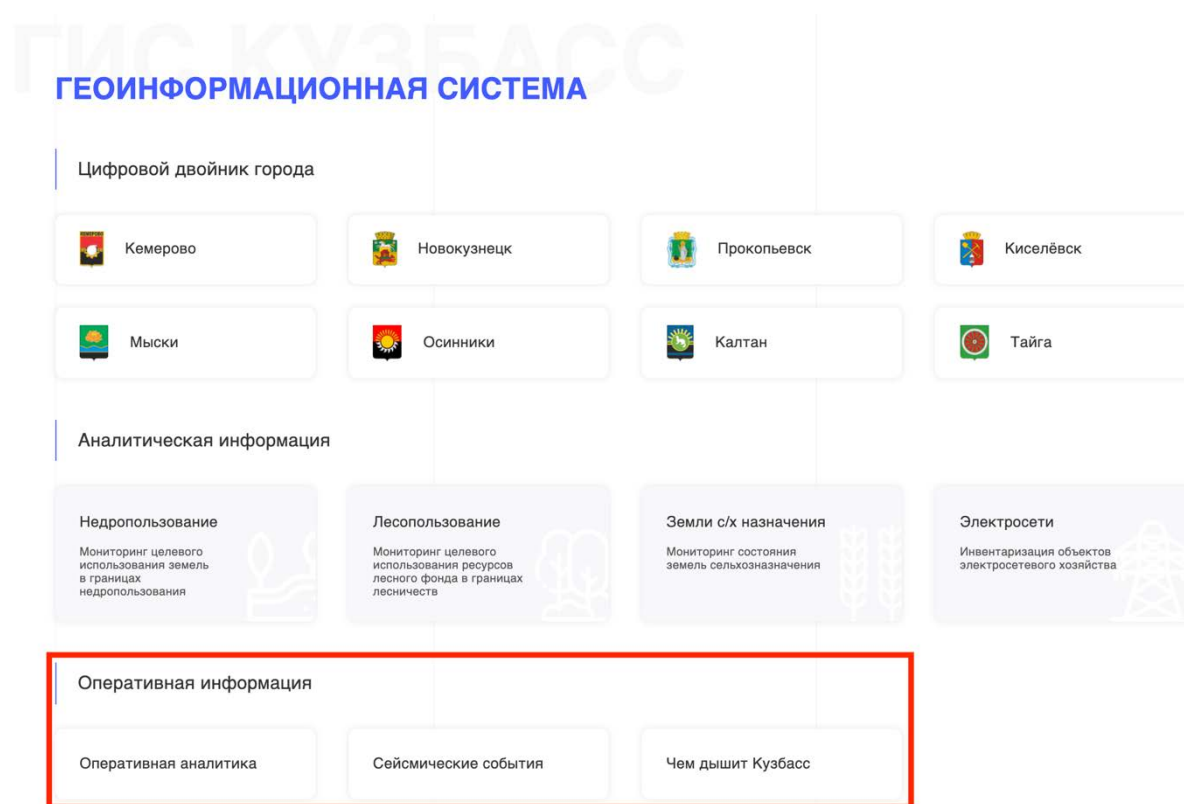 ГИС КУЗБАСС
ГЕОИНФОРМАЦИОННАЯ СИСТЕМА
Цифровой двойник города
Кемерово
Новокузнецк
Прокопьевск
Киселёвск
Мыски
Осинники
Калтан
Тайга
Аналитическая информация
Недропользование
Мониторинг целевого
использования земель
в границах
недропользования
Лесопользование
Мониторинг целевого
использования ресурсов
лесного фонда в границах
лесничеств
Земли с/х назначения
Мониторинг состояния
земель сельхозназначения
Электросети
Инвентаризация объектов
электросетевого хозяйства
Оперативная информация
Оперативная аналитика
Сейсмические события
Чем дышит Кузбасс